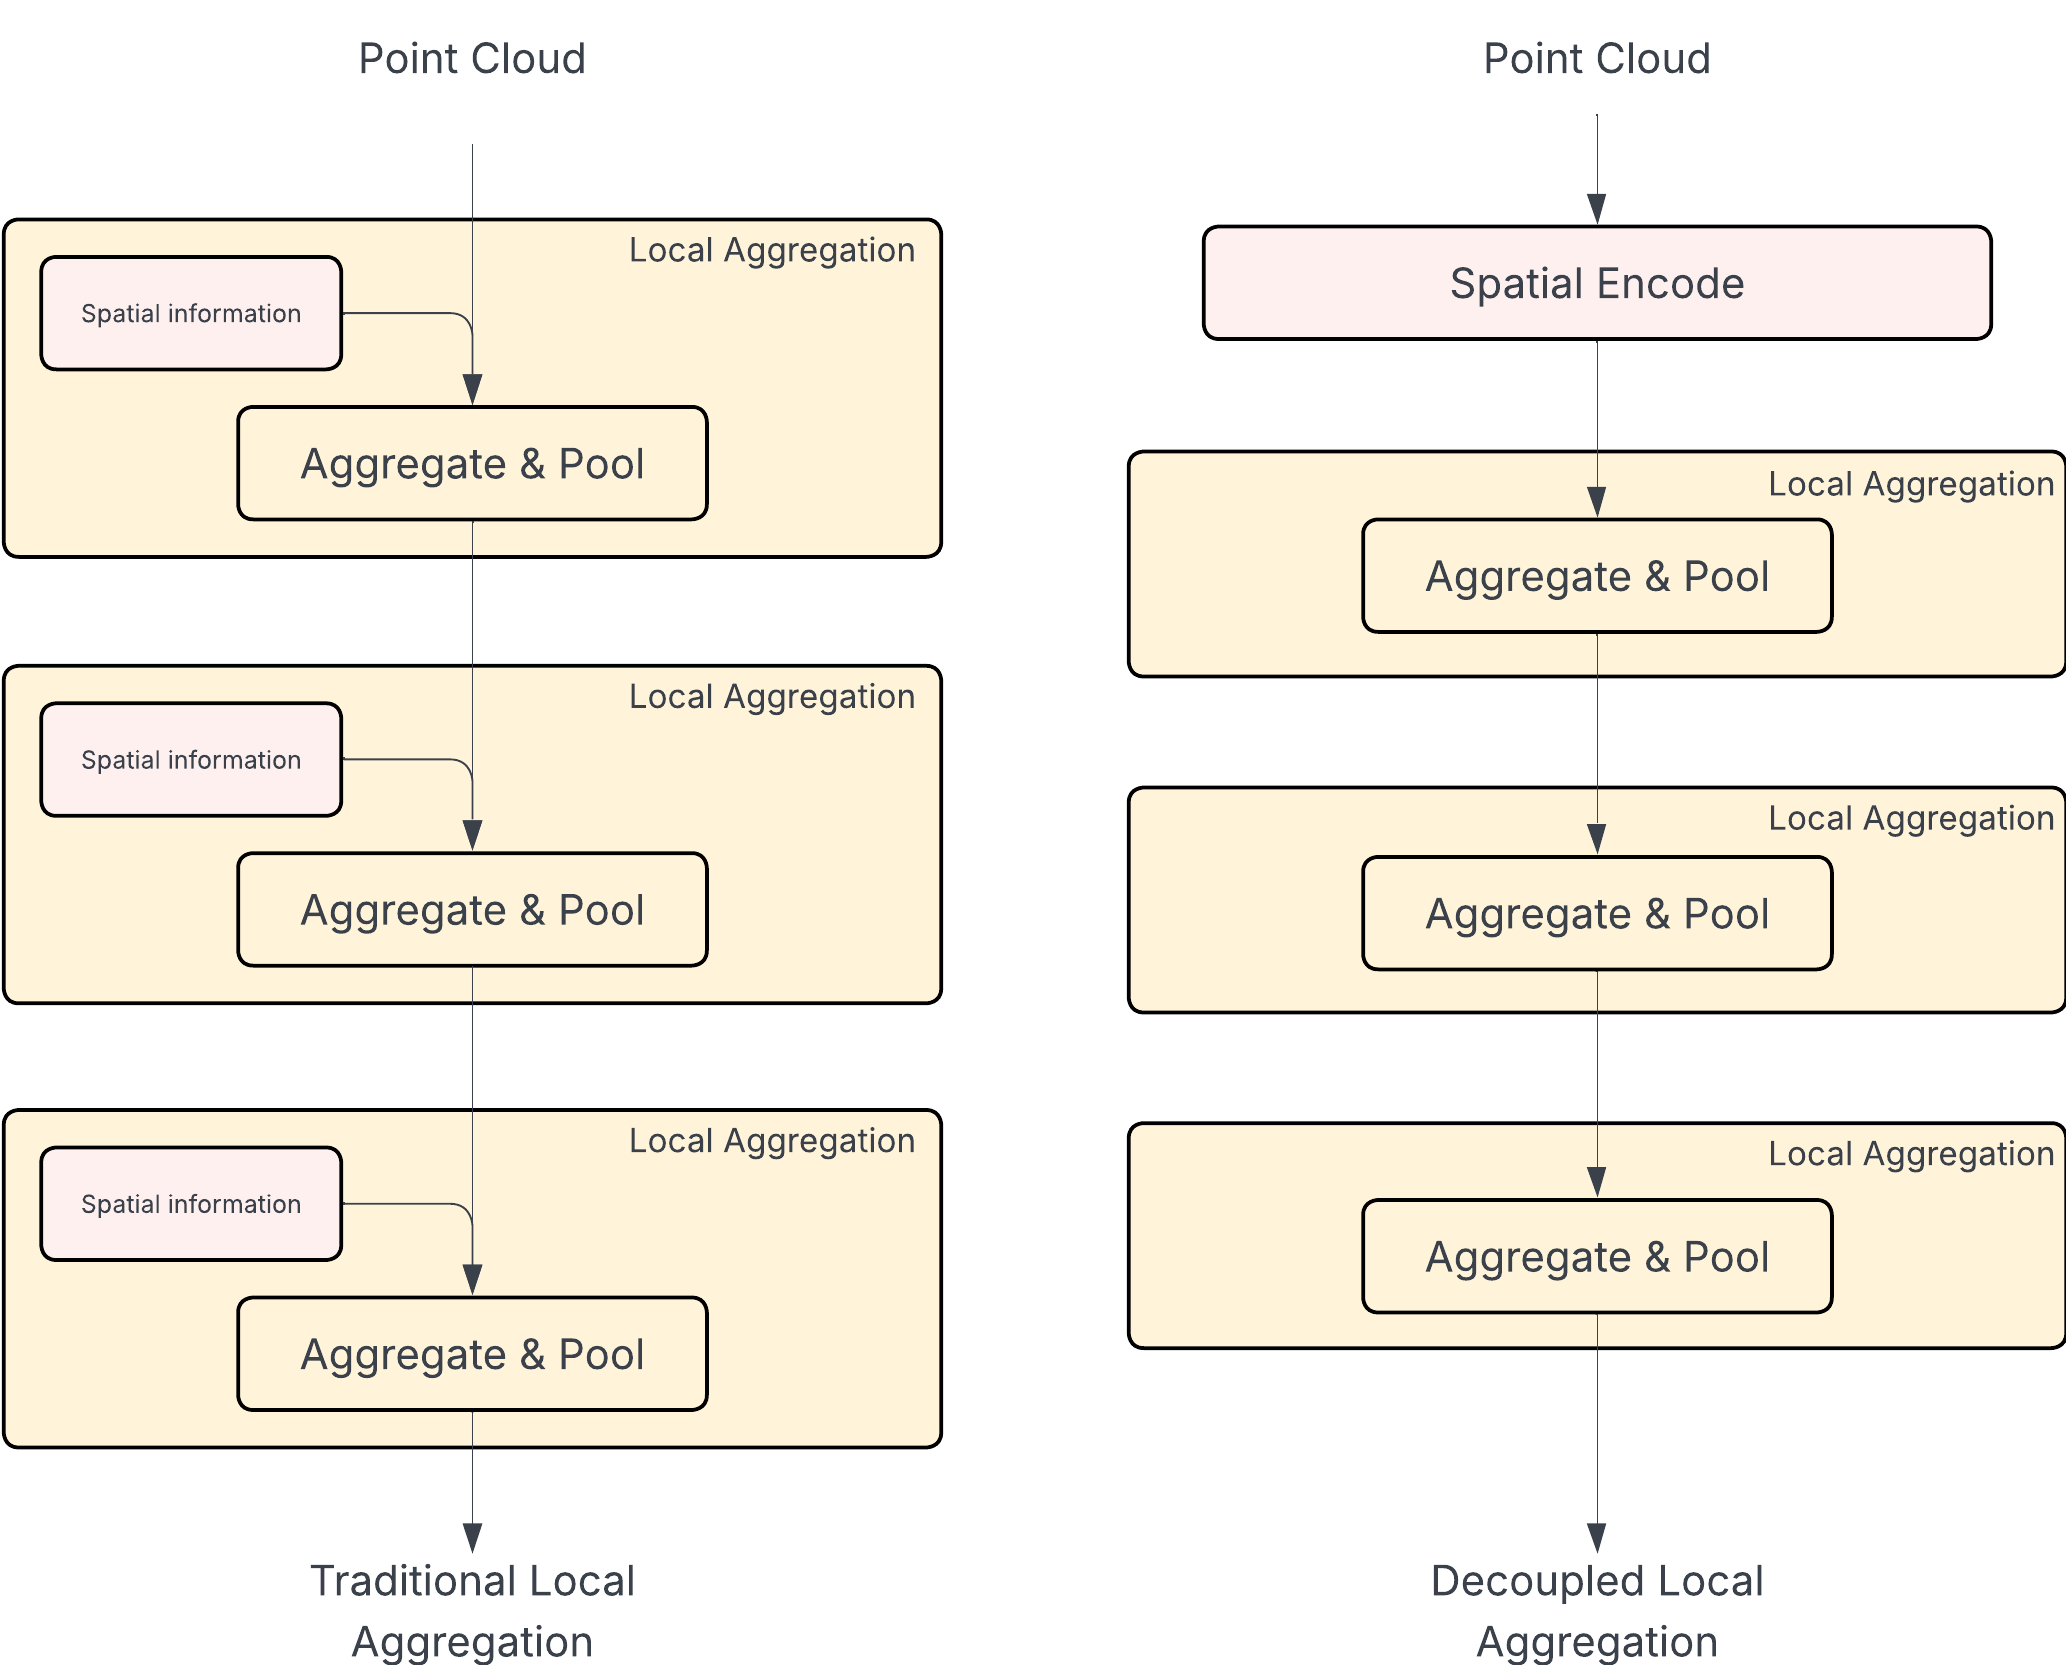 Point Cloud
Local Aggregation
Spatial information
Aggregate & Pool
Local Aggregation
Spatial information
Aggregate & Pool
Local Aggregation
Spatial information
Aggregate & Pool
Traditional Local
Aggregation
Point Cloud
Spatial Encode
Local Aggregation
Aggregate & Pool
Local Aggregation
Aggregate & Pool
Local Aggregation
Aggregate & Pool
Decoupled Local
Aggregation